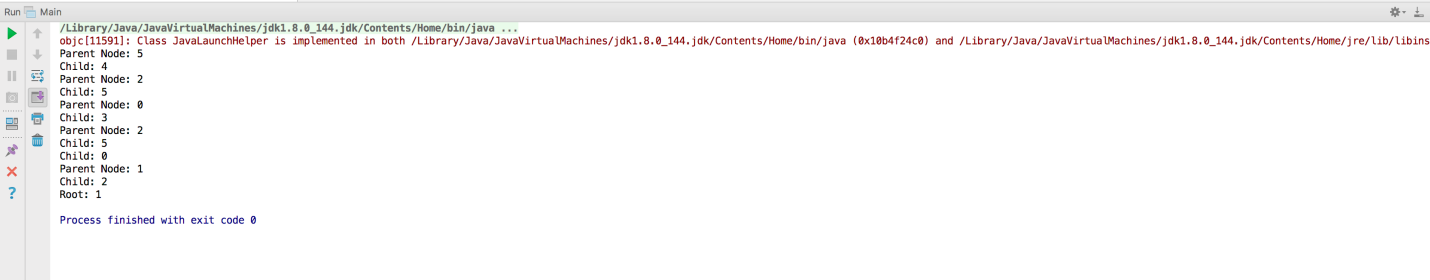 Run Main
/Library/Java/JavaVirtualMachines/jdk1.8.0_144.jdk/Contents/Home/bin/java ...
objc[11591]: Class JavaLaunchHelper is implemented in both /Library/Java/JavaVirtualMachines/jdk1.8.0_144.jdk/Contents/Home/bin/java (0x10b4f24c0) and /Library/Java/JavaVirtualMachines/jdk1.8.0_144.jdk/Contents/Home/jre/lib/libins
Parent Node: 5
Child: 4
Parent Node: 2
Child: 5
Parent Node: 0
Child: 3
Parent Node: 2
Child: 5
Child: 0
Parent Node: 1
Child: 2
Root: 1
Process finished with exit code 0